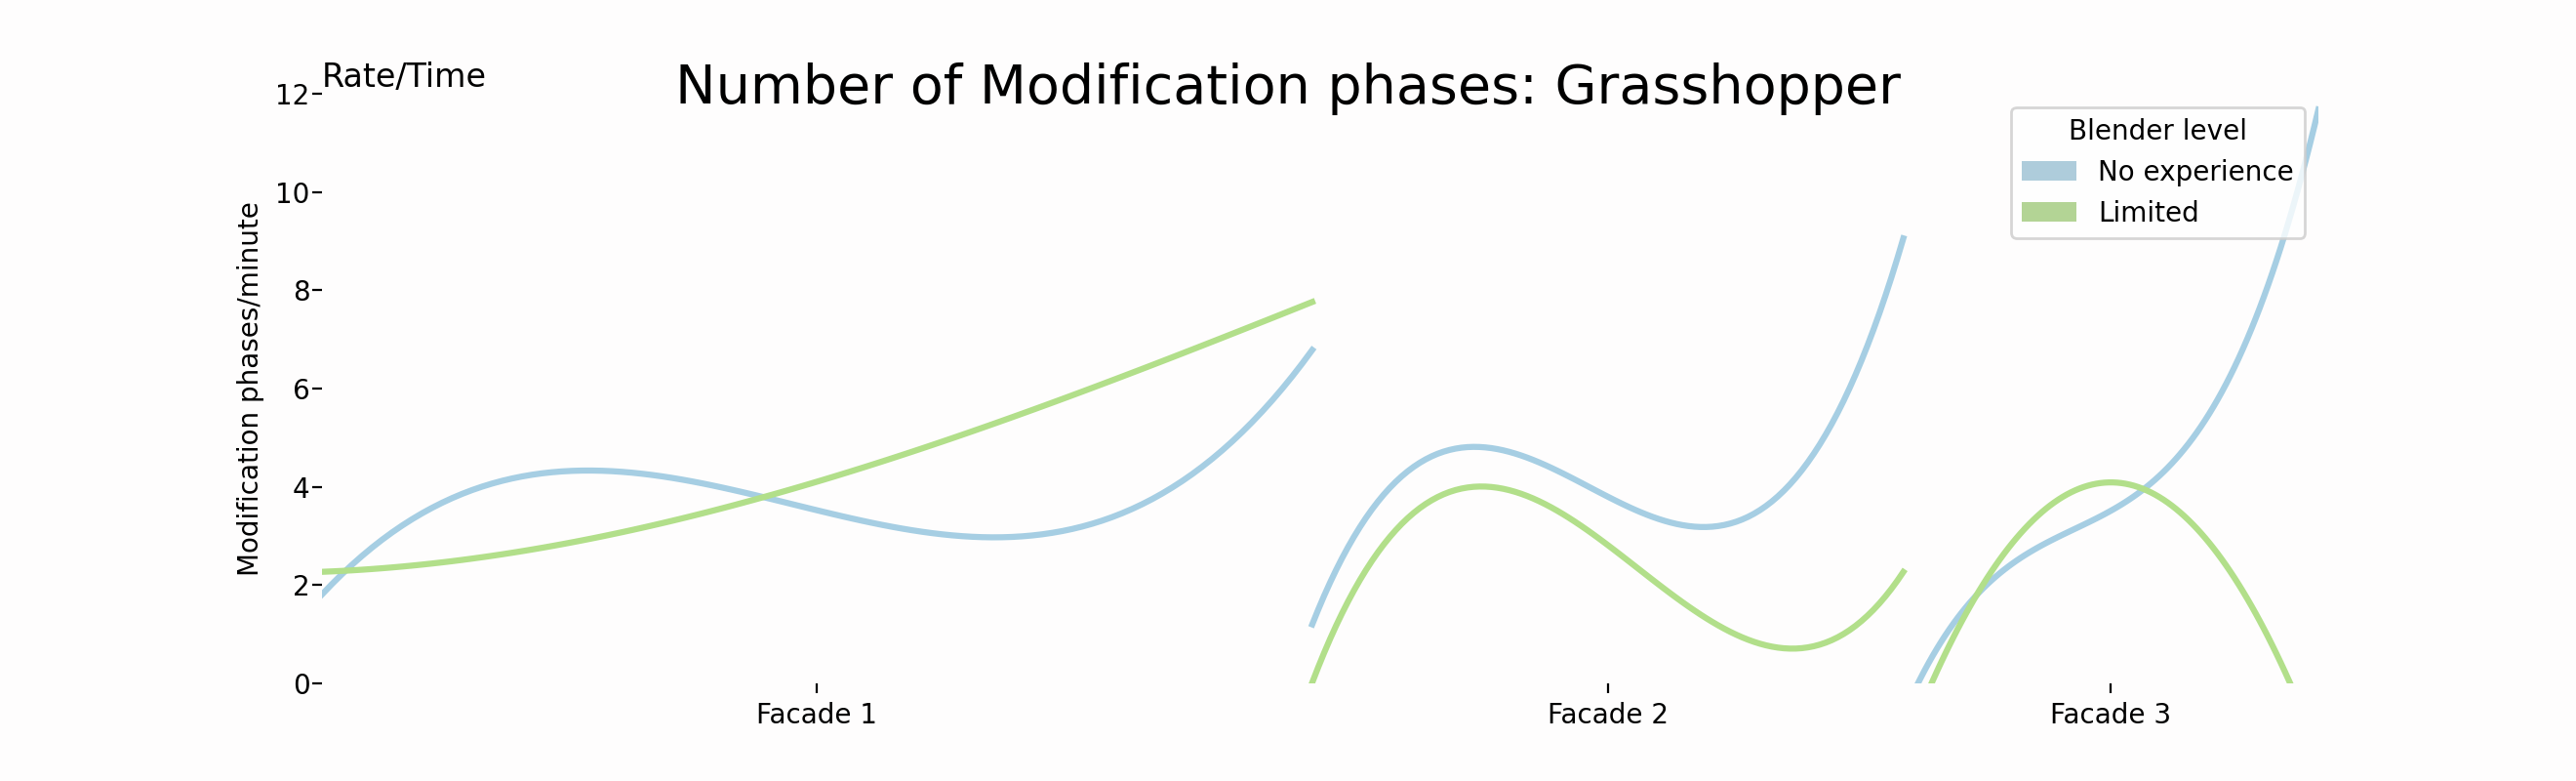 Rate/Time
Number of Modification phases: Grasshopper
12
10
8
6
4
2
0
Modification phases/minute
Blender level
No experience
Limited
Facade 1
Facade 2
Facade 3